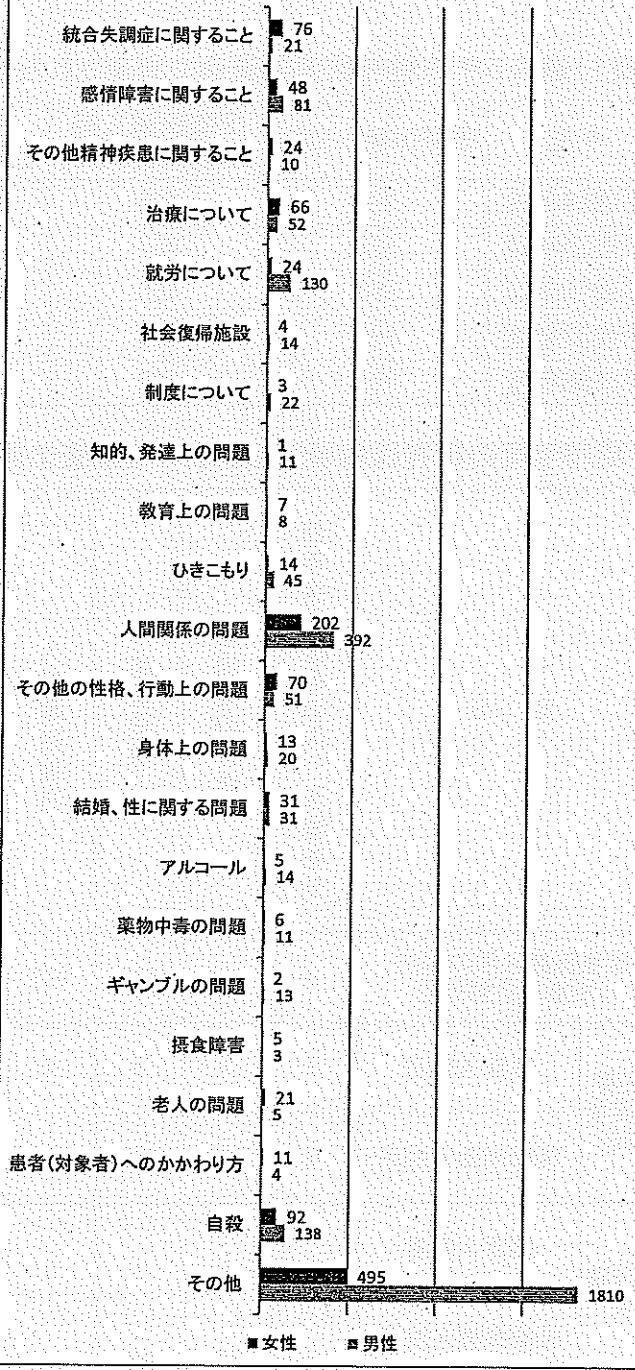 統合失調症に関すること
76
21
感情障害に関すること
48
81
その他精神疾患に関すること
24
10
治療について
66
52
就労について
24
130
社会復帰施設
4
14
制度について
3
22
知的、発達上の問題
1
11
教育上の問題
7
8
ひきこもり
14
45
人間関係の問題
202
392
その他の性格、行動上の問題
70
51
身体上の問題
13
20
結婚、性に関する問題
31
31
アルコール
5
14
薬物中毒の問題
6
11
ギャンブルの問題
2
13
摂食障害
5
3
老人の問題
21
5
患者(対象者)へのかかわり方
11
4
自殺
92
138
その他
495
1810
女性 男性